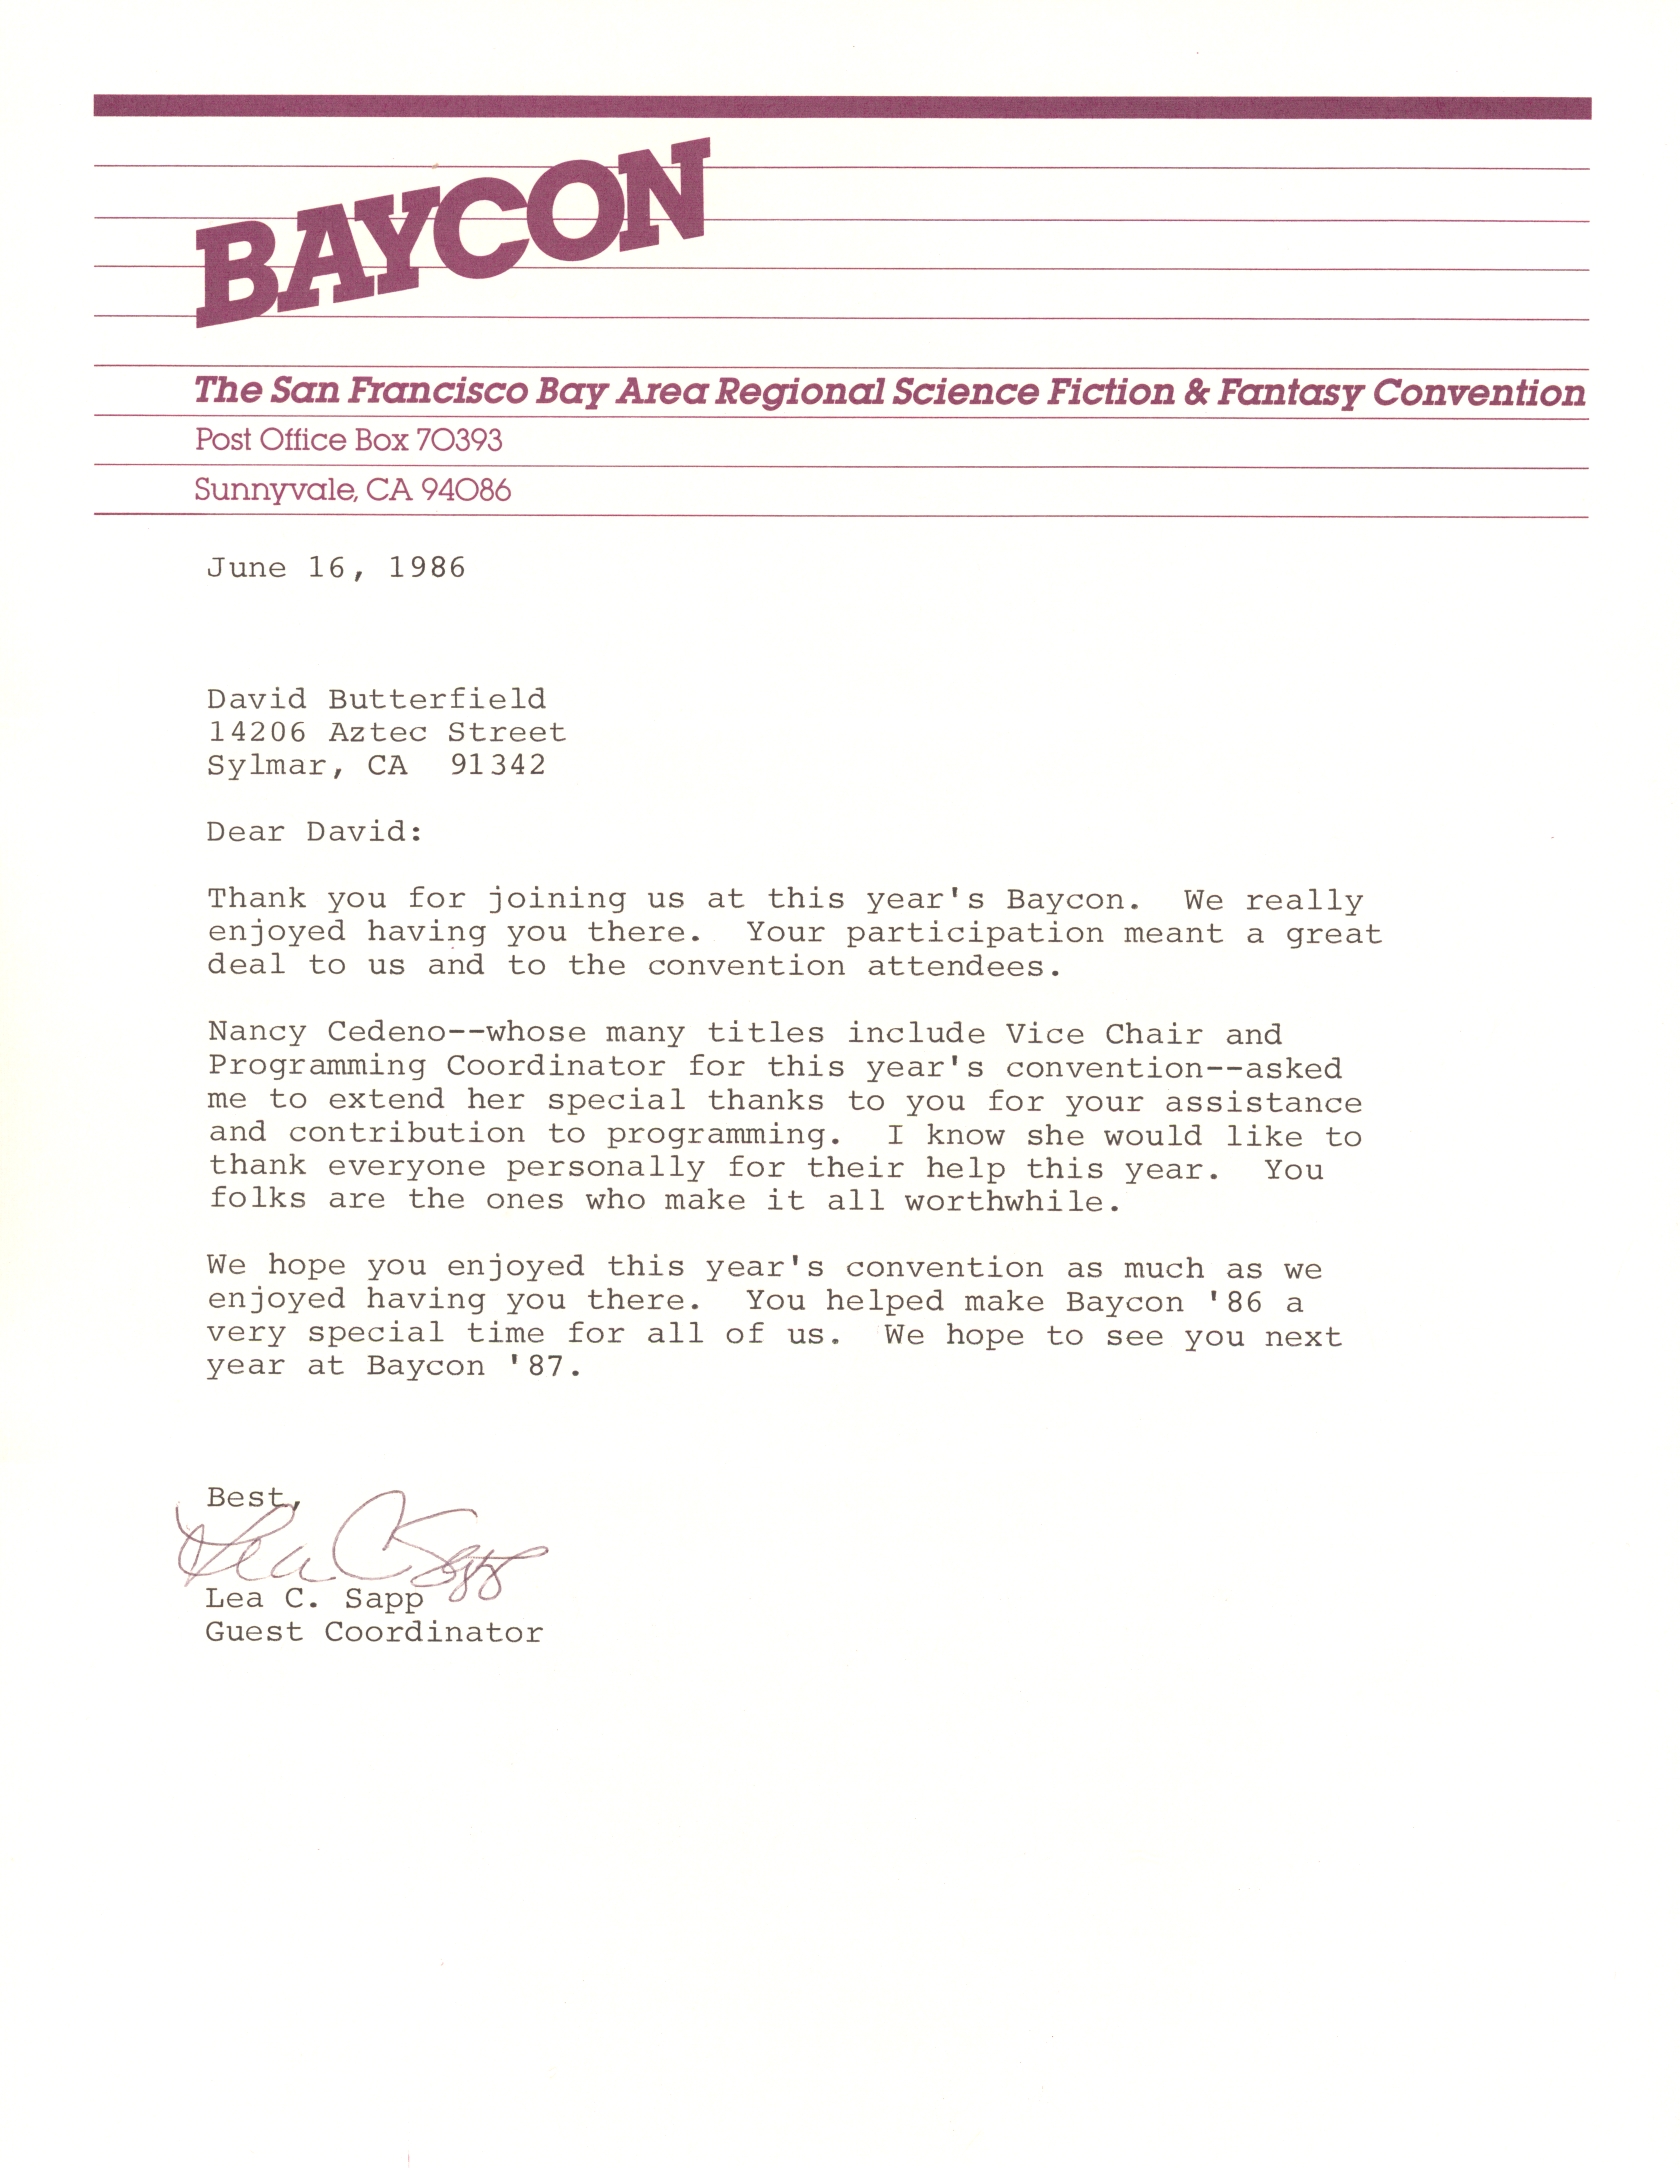 BAYCON
The San Francisco Bay Area Regional Science Fiction & Fantasy Convention
Post Office Box 70393
Sunnyvale, CA 94086
June 16, 1986
David Butterfield
14206 Aztec Street
Sylmar, CA  91342
Dear David:
Thank you for joining us at this year's Baycon.  We really
enjoyed having you there.  Your participation meant a great
deal to us and to the convention attendees.
Nancy Cedeno--whose many titles include Vice Chair and
Programming Coordinator for this year's convention--asked
me to extend her special thanks to you for your assistance
and contribution to programming.  I know she would like to
thank everyone personally for their help this year.  You
folks are the ones who make it all worthwhile.
We hope you enjoyed this year's convention as much as we
enjoyed having you there.  You helped make Baycon '86 a
very special time for all of us.  We hope to see you next
year at Baycon '87.
Best,
Lea C Sapp
Lea C. Sapp
Guest Coordinator